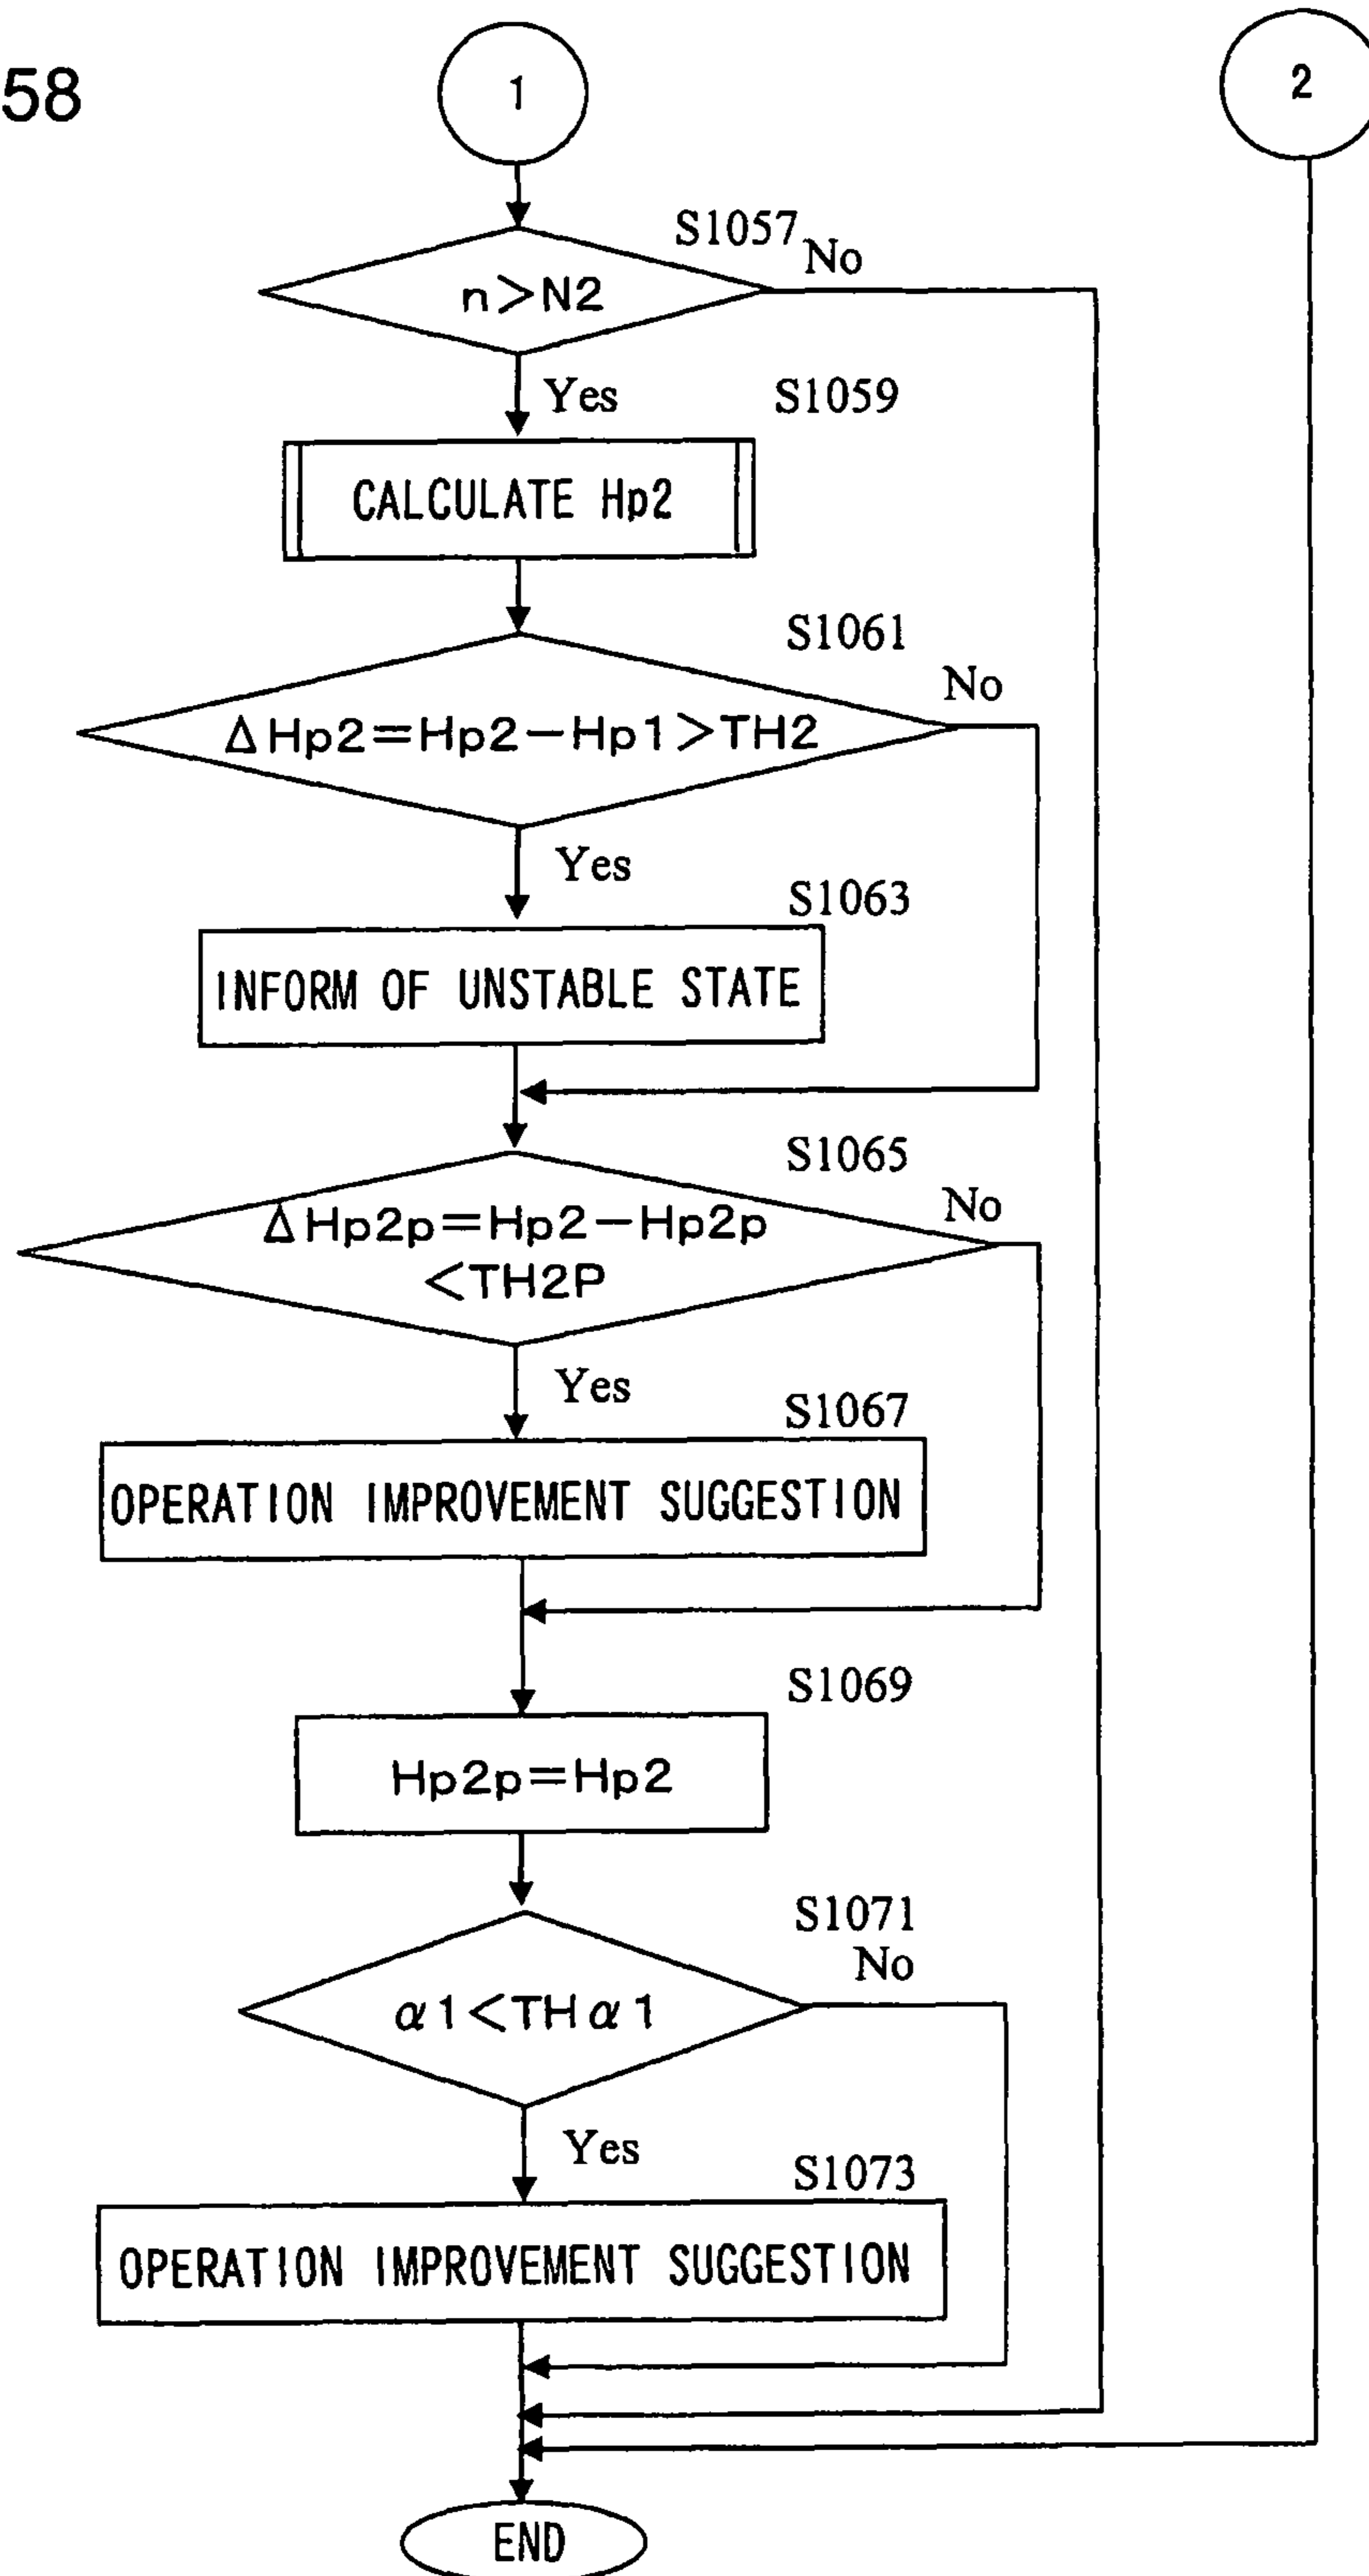 58
1
2
S1057
No
n>N2
Yes
S1059
CALCULATE Hp2
S1061
No
ΔHp2=Hp2−Hp1>TH2
Yes
S1063
INFORM OF UNSTABLE STATE
S1065
No
ΔHp2p=Hp2−Hp2p
<TH2P
Yes
S1067
OPERATION IMPROVEMENT SUGGESTION
S1069
Hp2p=Hp2
S1071
No
α1<THα1
Yes
S1073
OPERATION IMPROVEMENT SUGGESTION
END